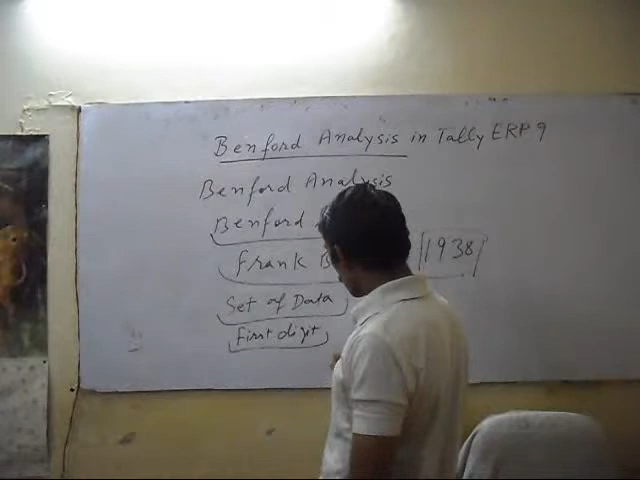 Benford Analysis in Tally ERP 9
Benford Analysis
Benford
Frank B 1938
Set of Data
First digit